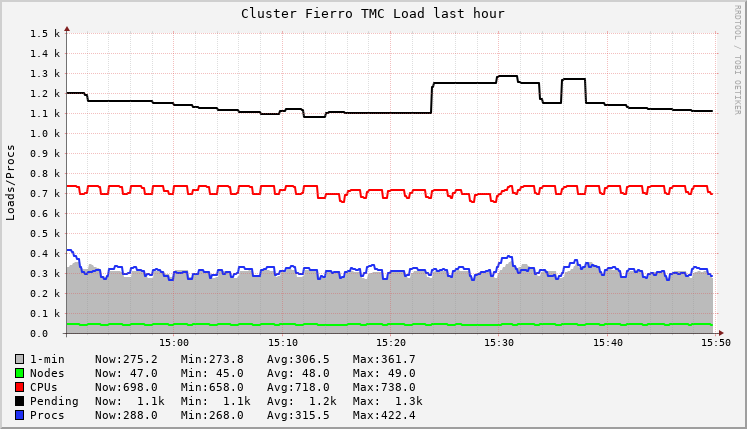 Cluster Fierro TMC Load last hour
RRDTOOL / TOBI OETIKER
Loads/Procs
1.5 k
1.4 k
1.3 k
1.2 k
1.1 k
1.0 k
0.9 k
0.8 k
0.7 k
0.6 k
0.5 k
0.4 k
0.3 k
0.2 k
0.1 k
0.0
15:00 15:10 15:20 15:30 15:40 15:50
1-min Now:275.2 Min:273.8 Avg:306.5 Max:361.7
Nodes Now: 47.0 Min: 45.0 Avg: 48.0 Max: 49.0
CPUs Now:698.0 Min:658.0 Avg:718.0 Max:738.0
Pending Now: 1.1k Min: 1.1k Avg: 1.2k Max: 1.3k
Procs Now:288.0 Min:268.0 Avg:315.5 Max:422.4